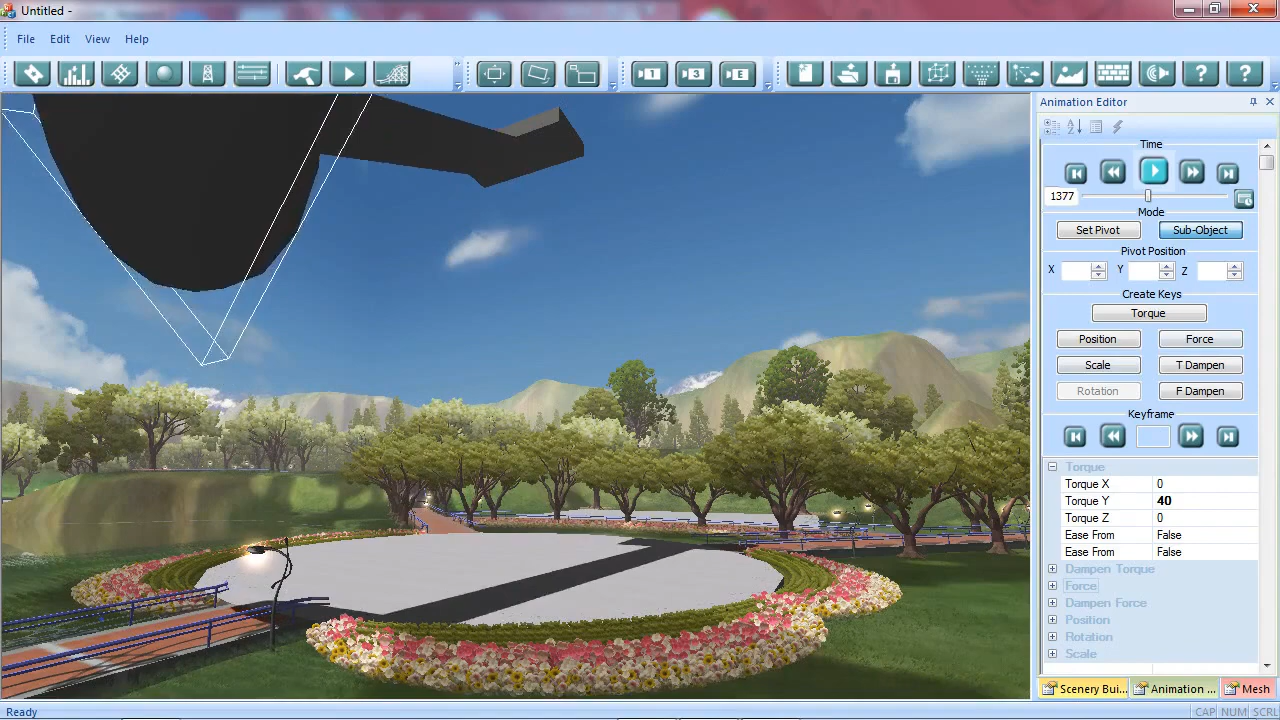 Untitled -
File Edit View Help
1 3 E ? ?
Animation Editor
Time
1377
Mode
Set Pivot Sub-Object
Pivot Position
X Y Z
Create Keys
Torque
Position Force
Scale T Dampen
Rotation F Dampen
Keyframe
Torque
Torque X 0
Torque Y 40
Torque Z 0
Ease From False
Ease From False
Dampen Torque
Force
Dampen Force
Position
Rotation
Scale
Scenery Bui... Animation ... Mesh
Ready CAP NUM SCRL